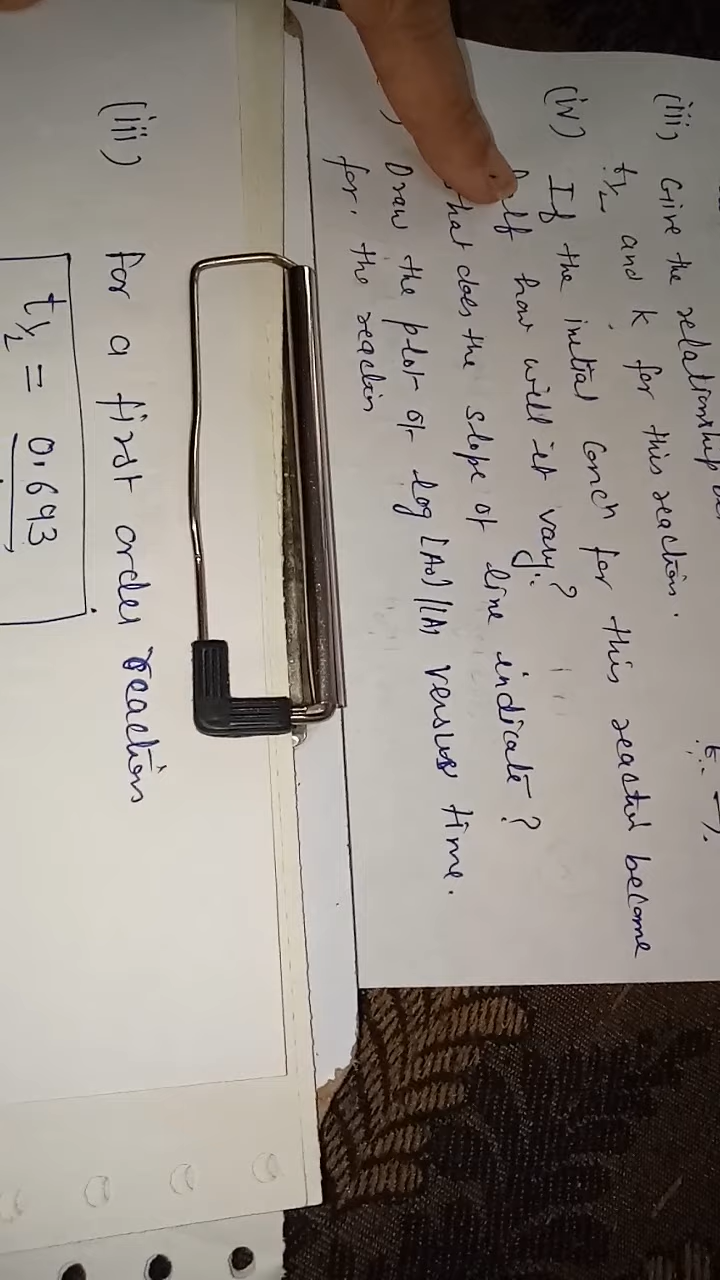 (iii) Give the relationship
t½ and k for this reaction.
(iv) If the initial concn for this reacted become
half how will it vary?
that does the slope of line indicate?
) Draw the plot of log [A0)/(A) versus time.
for. the reaction
(iii) for a first order reaction
t½ = 0.693